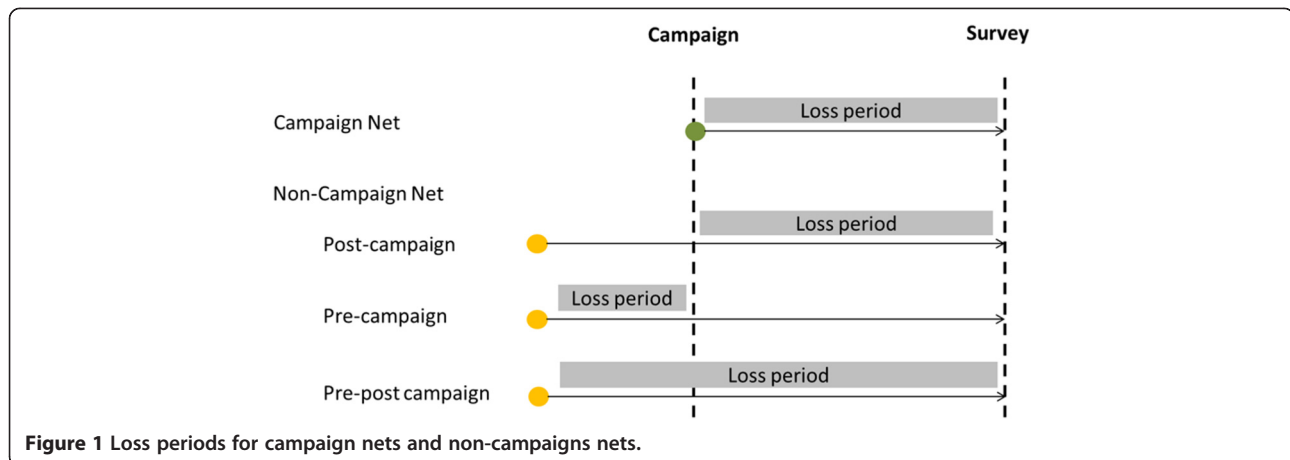 Campaign Survey
Campaign Net Loss period
Non-Campaign Net
Post-campaign Loss period
Pre-campaign Loss period
Pre-post campaign Loss period
Figure 1 Loss periods for campaign nets and non-campaigns nets.